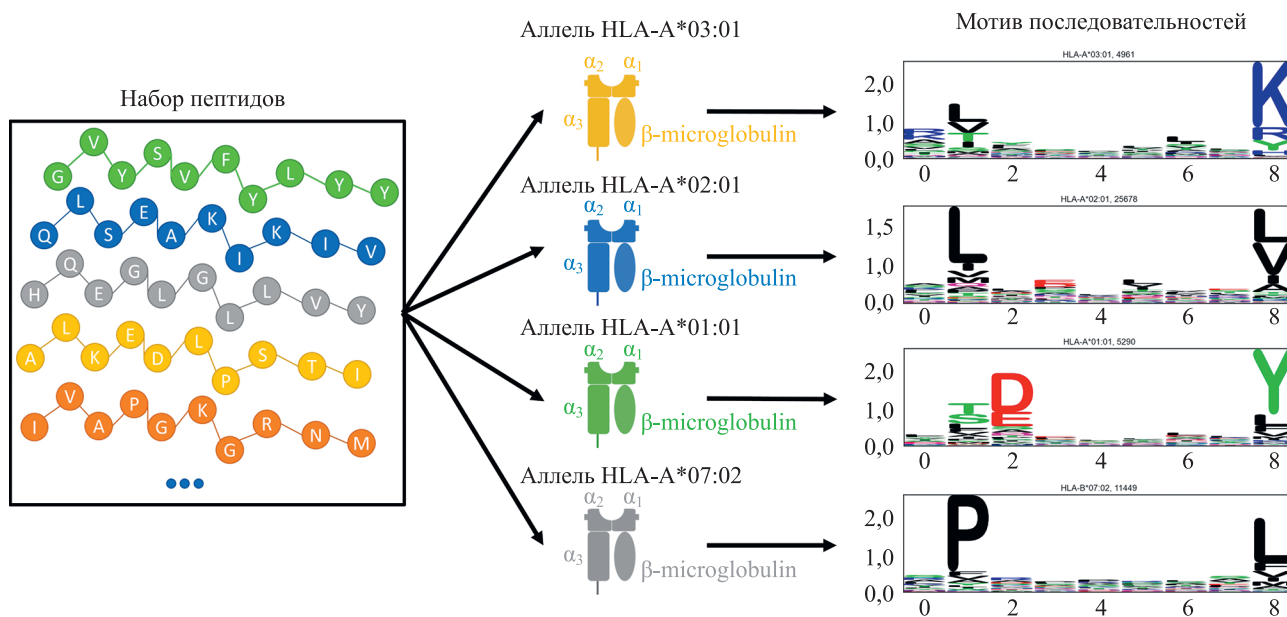 Набор пептидов
G V Y S V F Y L Y Y
Q L S E A K I K I V
H Q E G L G L L V Y
A L K E D L P S T I
I V A P G K G R N M
Аллель HLA-A*03:01
α2 α1
α3
β-microglobulin
Аллель HLA-A*02:01
α2 α1
α3
β-microglobulin
Аллель HLA-A*01:01
α2 α1
α3
β-microglobulin
Аллель HLA-A*07:02
α2 α1
α3
β-microglobulin
Мотив последовательностей
HLA-A*03:01, 4961
2,0
1,0
0,0
L
K
R
Y
0 2 4 6 8
HLA-A*02:01, 25678
1,5
1,0
0,0
L
L
V
0 2 4 6 8
HLA-A*01:01, 5290
2,0
1,0
0,0
T
S
D
E
Y
0 2 4 6 8
HLA-B*07:02, 11449
2,0
1,0
0,0
P
L
0 2 4 6 8